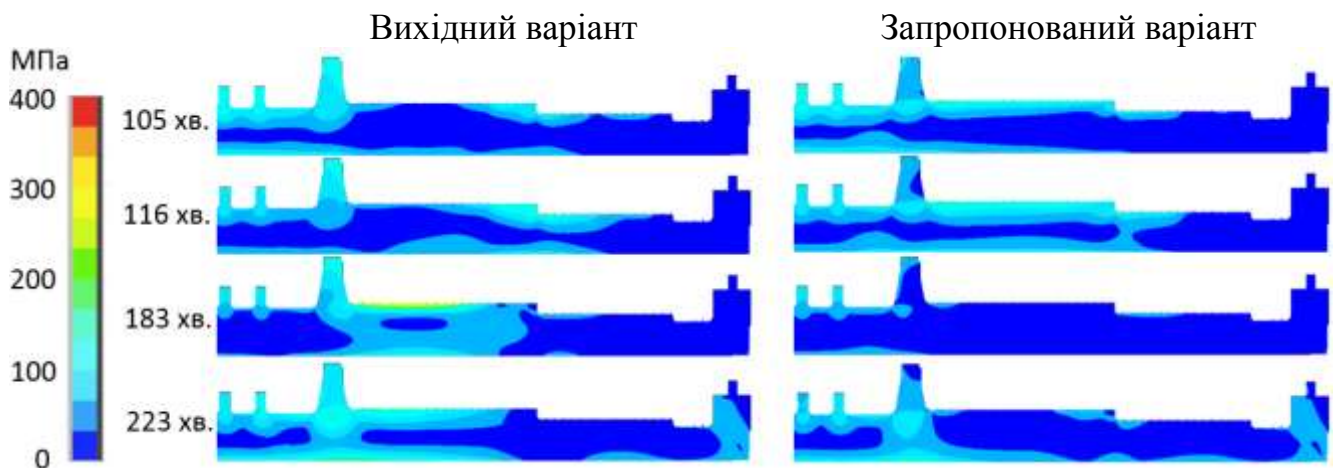 Вихідний варіант
Запропонований варіант
МПа
400
300
200
100
0
105 хв.
116 хв.
183 хв.
223 хв.